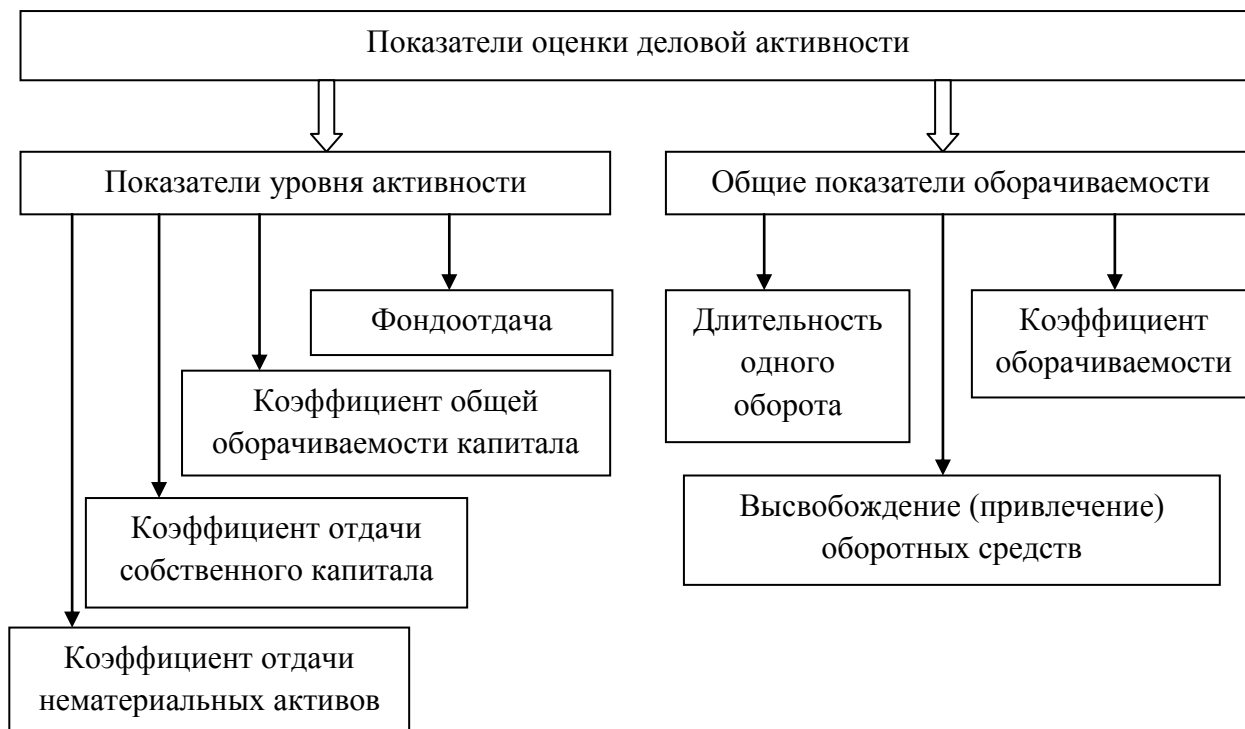 Показатели оценки деловой активности
Показатели уровня активности
Общие показатели оборачиваемости
Фондоотдача
Коэффициент общей
оборачиваемости капитала
Коэффициент отдачи
собственного капитала
Коэффициент отдачи
нематериальных активов
Длительность
одного
оборота
Коэффициент
оборачиваемости
Высвобождение (привлечение)
оборотных средств